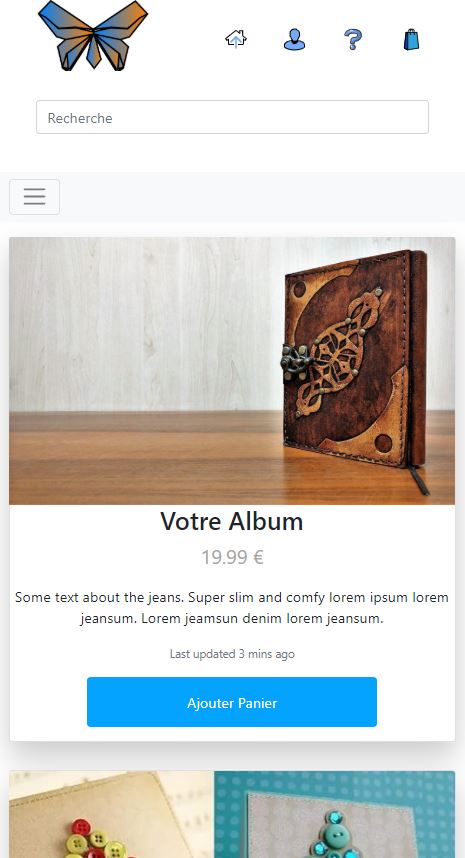 Recherche
Votre Album
19.99 €
Some text about the jeans. Super slim and comfy lorem ipsum lorem
jeansum. Lorem jeamsun denim lorem jeansum.
Last updated 3 mins ago
Ajouter Panier